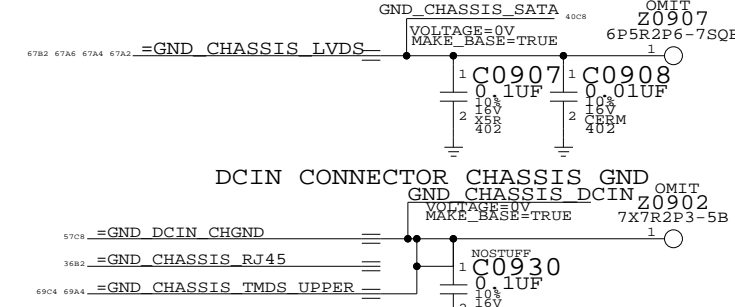 GND_CHASSIS_SATA 40C8
OMIT
Z0907
6P5R2P6-7SQB
VOLTAGE=0V
MAKE_BASE=TRUE
67B2 67A6 67A4 67A2 =GND_CHASSIS_LVDS
1
1 C0907
0.1UF
10%
16V
2 X5R
402
1 C0908
0.01UF
10%
16V
2 CERM
402
DCIN CONNECTOR CHASSIS GND
GND_CHASSIS_DCIN
OMIT
Z0902
7X7R2P3-5B
VOLTAGE=0V
MAKE_BASE=TRUE
57C8 =GND_DCIN_CHGND
1
36B2 =GND_CHASSIS_RJ45
NOSTUFF
1 C0930
0.1UF
10%
16V
69C4 69A4 =GND_CHASSIS_TMDS_UPPER
2